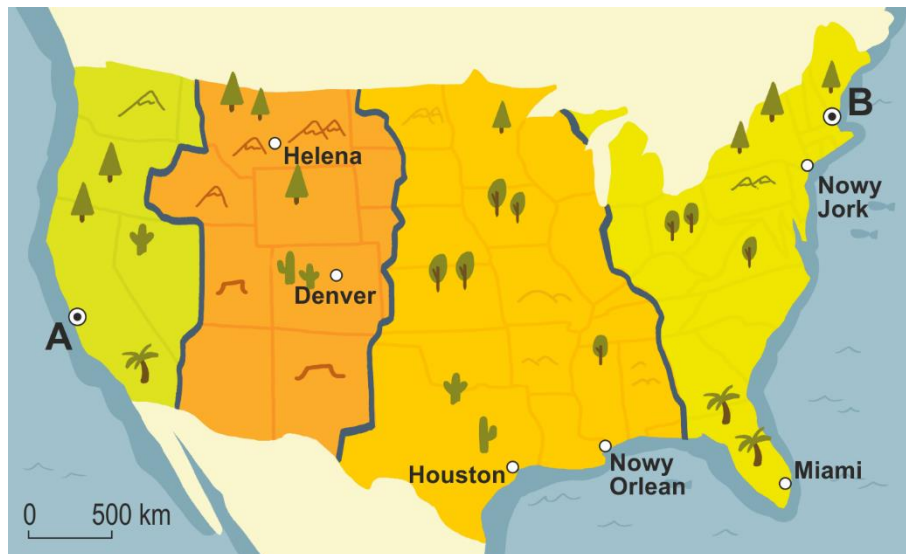 B
Helena
Nowy
Jork
Denver
A
Houston
Nowy
Orlean
Miami
0 500 km